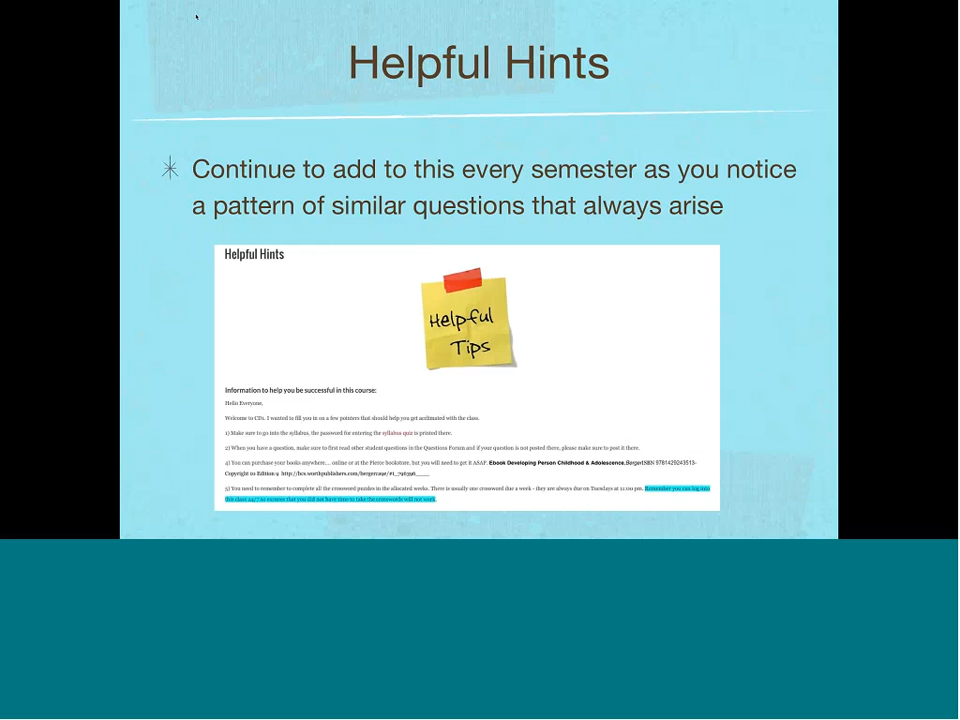 Helpful Hints
Continue to add to this every semester as you notice
a pattern of similar questions that always arise
Helpful Hints
Helpful
Tips
Information to help you be successful in this course:
Hello Everyone,
Welcome to CD1. I wanted to fill you in on a few pointers that should help you get acclimated with the class.
1) Make sure to go into the syllabus, the password for entering the syllabus quiz is printed there.
2) When you have a question, make sure to first read other student questions in the Questions Forum and if your question is not posted there, please make sure to post it there.
4) You can purchase your books anywhere.... online or at the Pierce bookstore, but you will need to get it ASAP. Ebook Developing Person Childhood & Adolescence,BergerISBN 9781429243513-
Copyright 10 Edition 9
5) You need to remember to complete all the crossword puzzles in the allocated weeks. There is usually one crossword due a week - they are always due on Tuesdays at 11:00 pm. Remember you can log into
this class 24/7 so excuses that you did not have time to take the crosswords will not work.